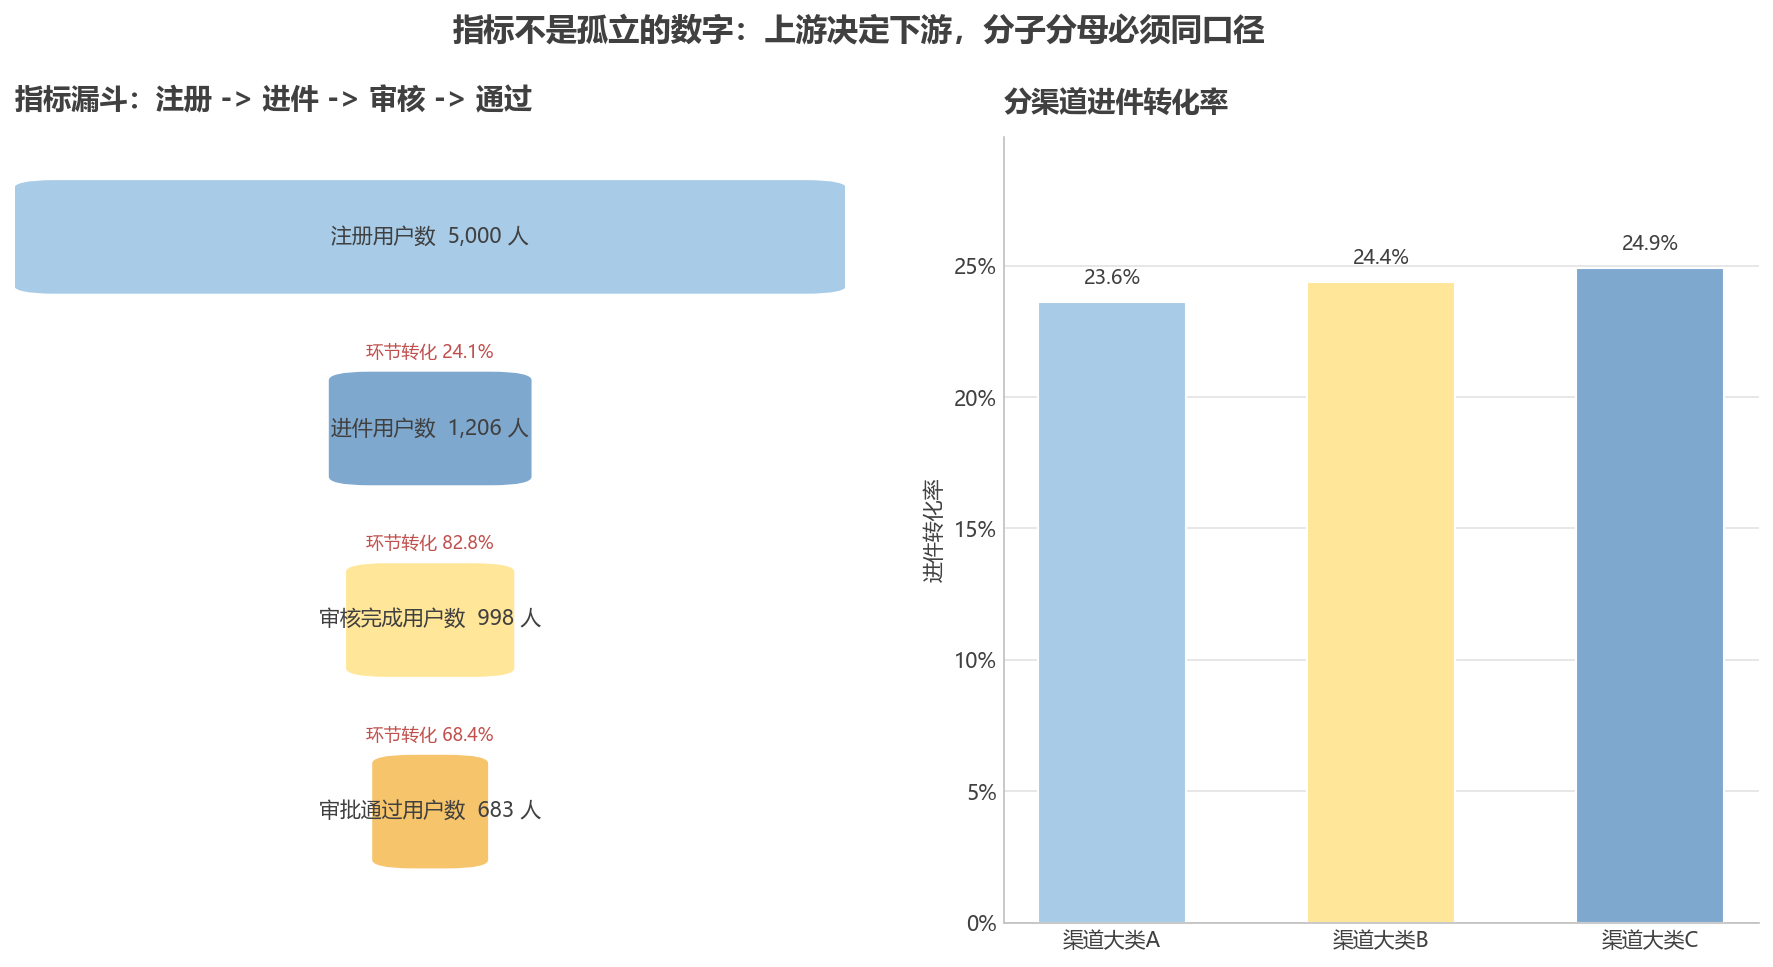 指标不是孤立的数字：上游决定下游，分子分母必须同口径
指标漏斗：注册 -> 进件 -> 审核 -> 通过
注册用户数 5,000 人
环节转化 24.1%
进件用户数 1,206 人
环节转化 82.8%
审核完成用户数 998 人
环节转化 68.4%
审批通过用户数 683 人
分渠道进件转化率
进件转化率
25%
20%
15%
10%
5%
0%
23.6%
24.4%
24.9%
渠道大类A
渠道大类B
渠道大类C